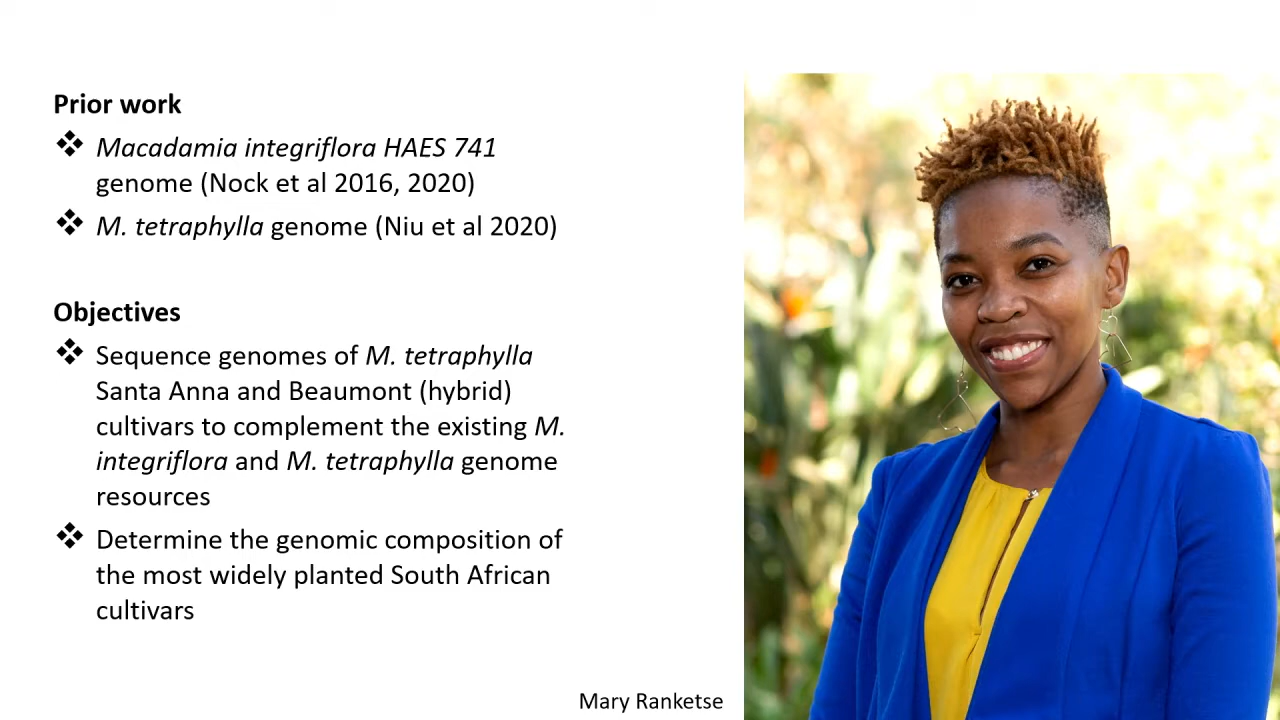 Prior work
❖ Macadamia integriflora HAES 741
genome (Nock et al 2016, 2020)
❖ M. tetraphylla genome (Niu et al 2020)
Objectives
❖ Sequence genomes of M. tetraphylla
Santa Anna and Beaumont (hybrid)
cultivars to complement the existing M.
integriflora and M. tetraphylla genome
resources
❖ Determine the genomic composition of
the most widely planted South African
cultivars
Mary Ranketse